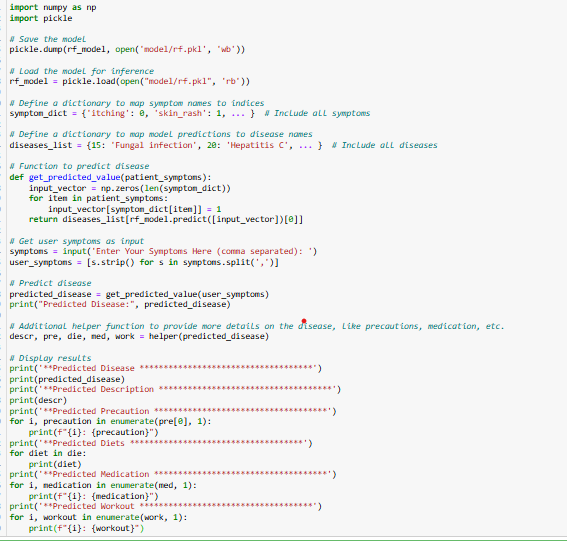 import numpy as np
import pickle
# Save the model
pickle.dump(rf_model, open('model/rf.pkl', 'wb'))
# Load the model for inference
rf_model = pickle.load(open("model/rf.pkl", 'rb'))
# Define a dictionary to map symptom names to indices
symptom_dict = {'itching': 0, 'skin_rash': 1, ... }  # Include all symptoms
# Define a dictionary to map model predictions to disease names
diseases_list = {15: 'Fungal infection', 20: 'Hepatitis C', ... }  # Include all diseases
# Function to predict disease
def get_predicted_value(patient_symptoms):
    input_vector = np.zeros(len(symptom_dict))
    for item in patient_symptoms:
        input_vector[symptom_dict[item]] = 1
    return diseases_list[rf_model.predict([input_vector])[0]]
# Get user symptoms as input
symptoms = input('Enter Your Symptoms Here (comma separated): ')
user_symptoms = [s.strip() for s in symptoms.split(',')]
# Predict disease
predicted_disease = get_predicted_value(user_symptoms)
print("Predicted Disease:", predicted_disease)
# Additional helper function to provide more details on the disease, like precautions, medication, etc.
descr, pre, die, med, work = helper(predicted_disease)
# Display results
print('**Predicted Disease ************************************')
print(predicted_disease)
print('**Predicted Description ************************************')
print(descr)
print('**Predicted Precaution ************************************')
for i, precaution in enumerate(pre[0], 1):
    print(f"{i}: {precaution}")
print('**Predicted Diets ************************************')
for diet in die:
    print(diet)
print('**Predicted Medication ************************************')
for i, medication in enumerate(med, 1):
    print(f"{i}: {medication}")
print('**Predicted Workout ************************************')
for i, workout in enumerate(work, 1):
    print(f"{i}: {workout}")